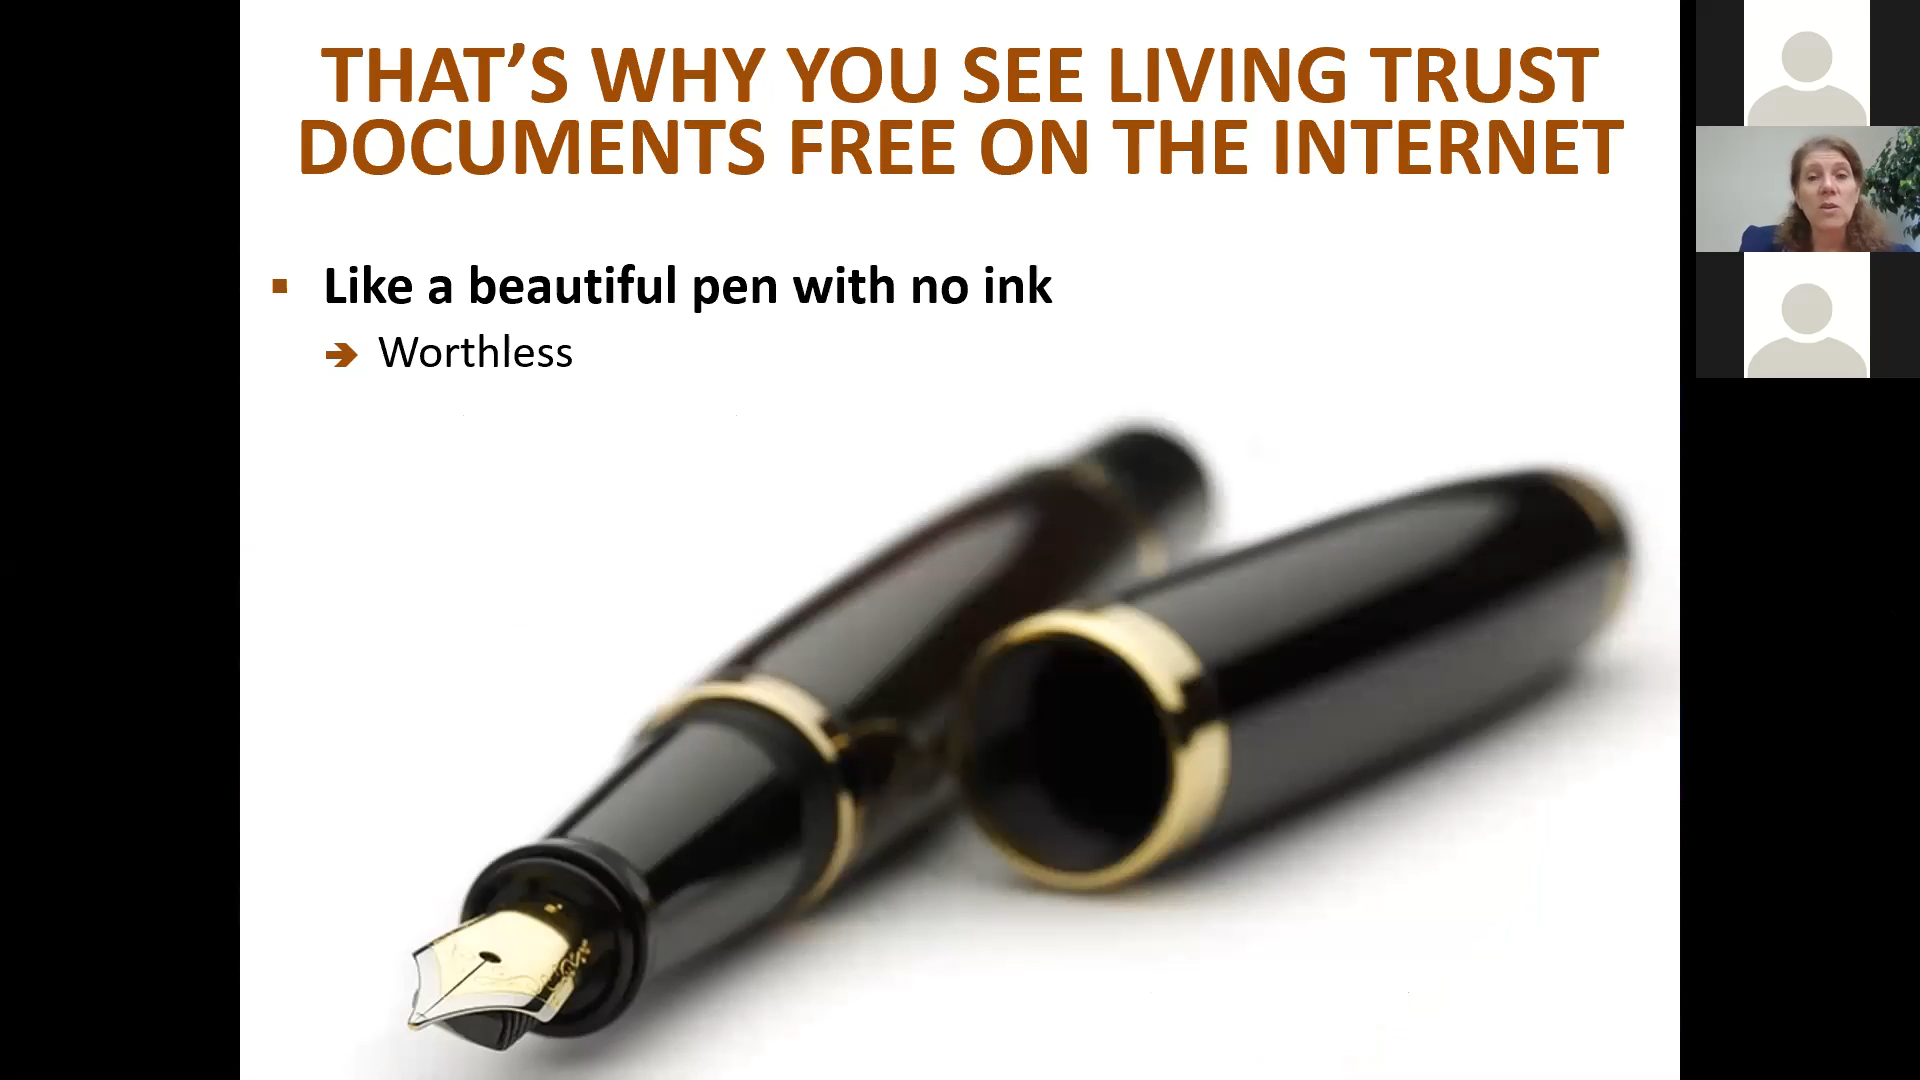 THAT’S WHY YOU SEE LIVING TRUST
DOCUMENTS FREE ON THE INTERNET
▪ Like a beautiful pen with no ink
➔ Worthless